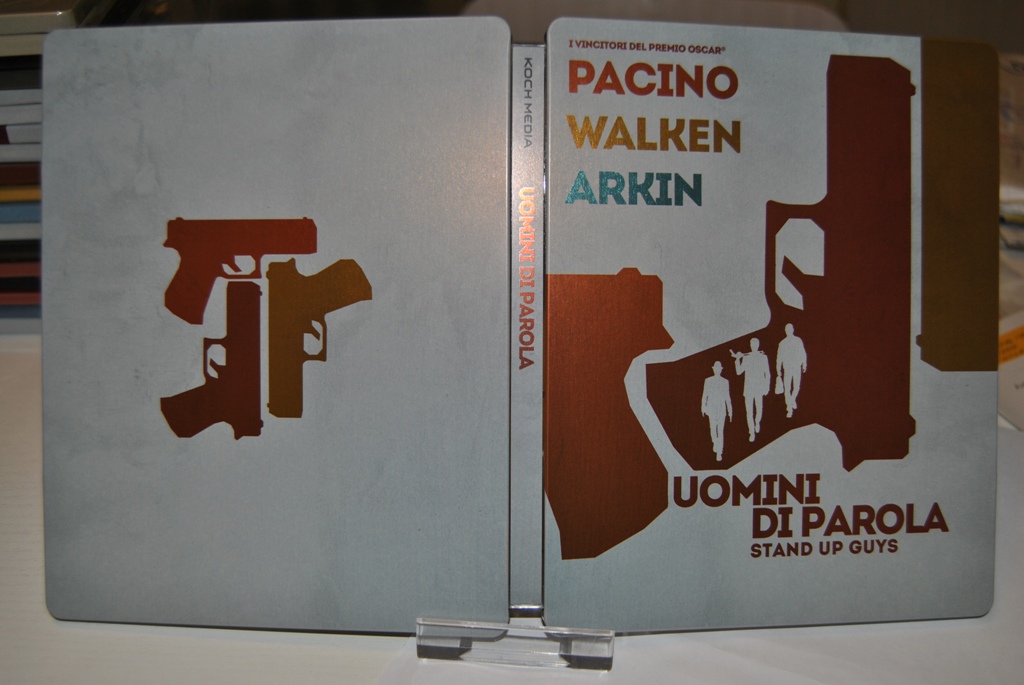 KOCH MEDIA
UOMINI DI PAROLA
I VINCITORI DEL PREMIO OSCAR®
PACINO
WALKEN
ARKIN
UOMINI
DI PAROLA
STAND UP GUYS